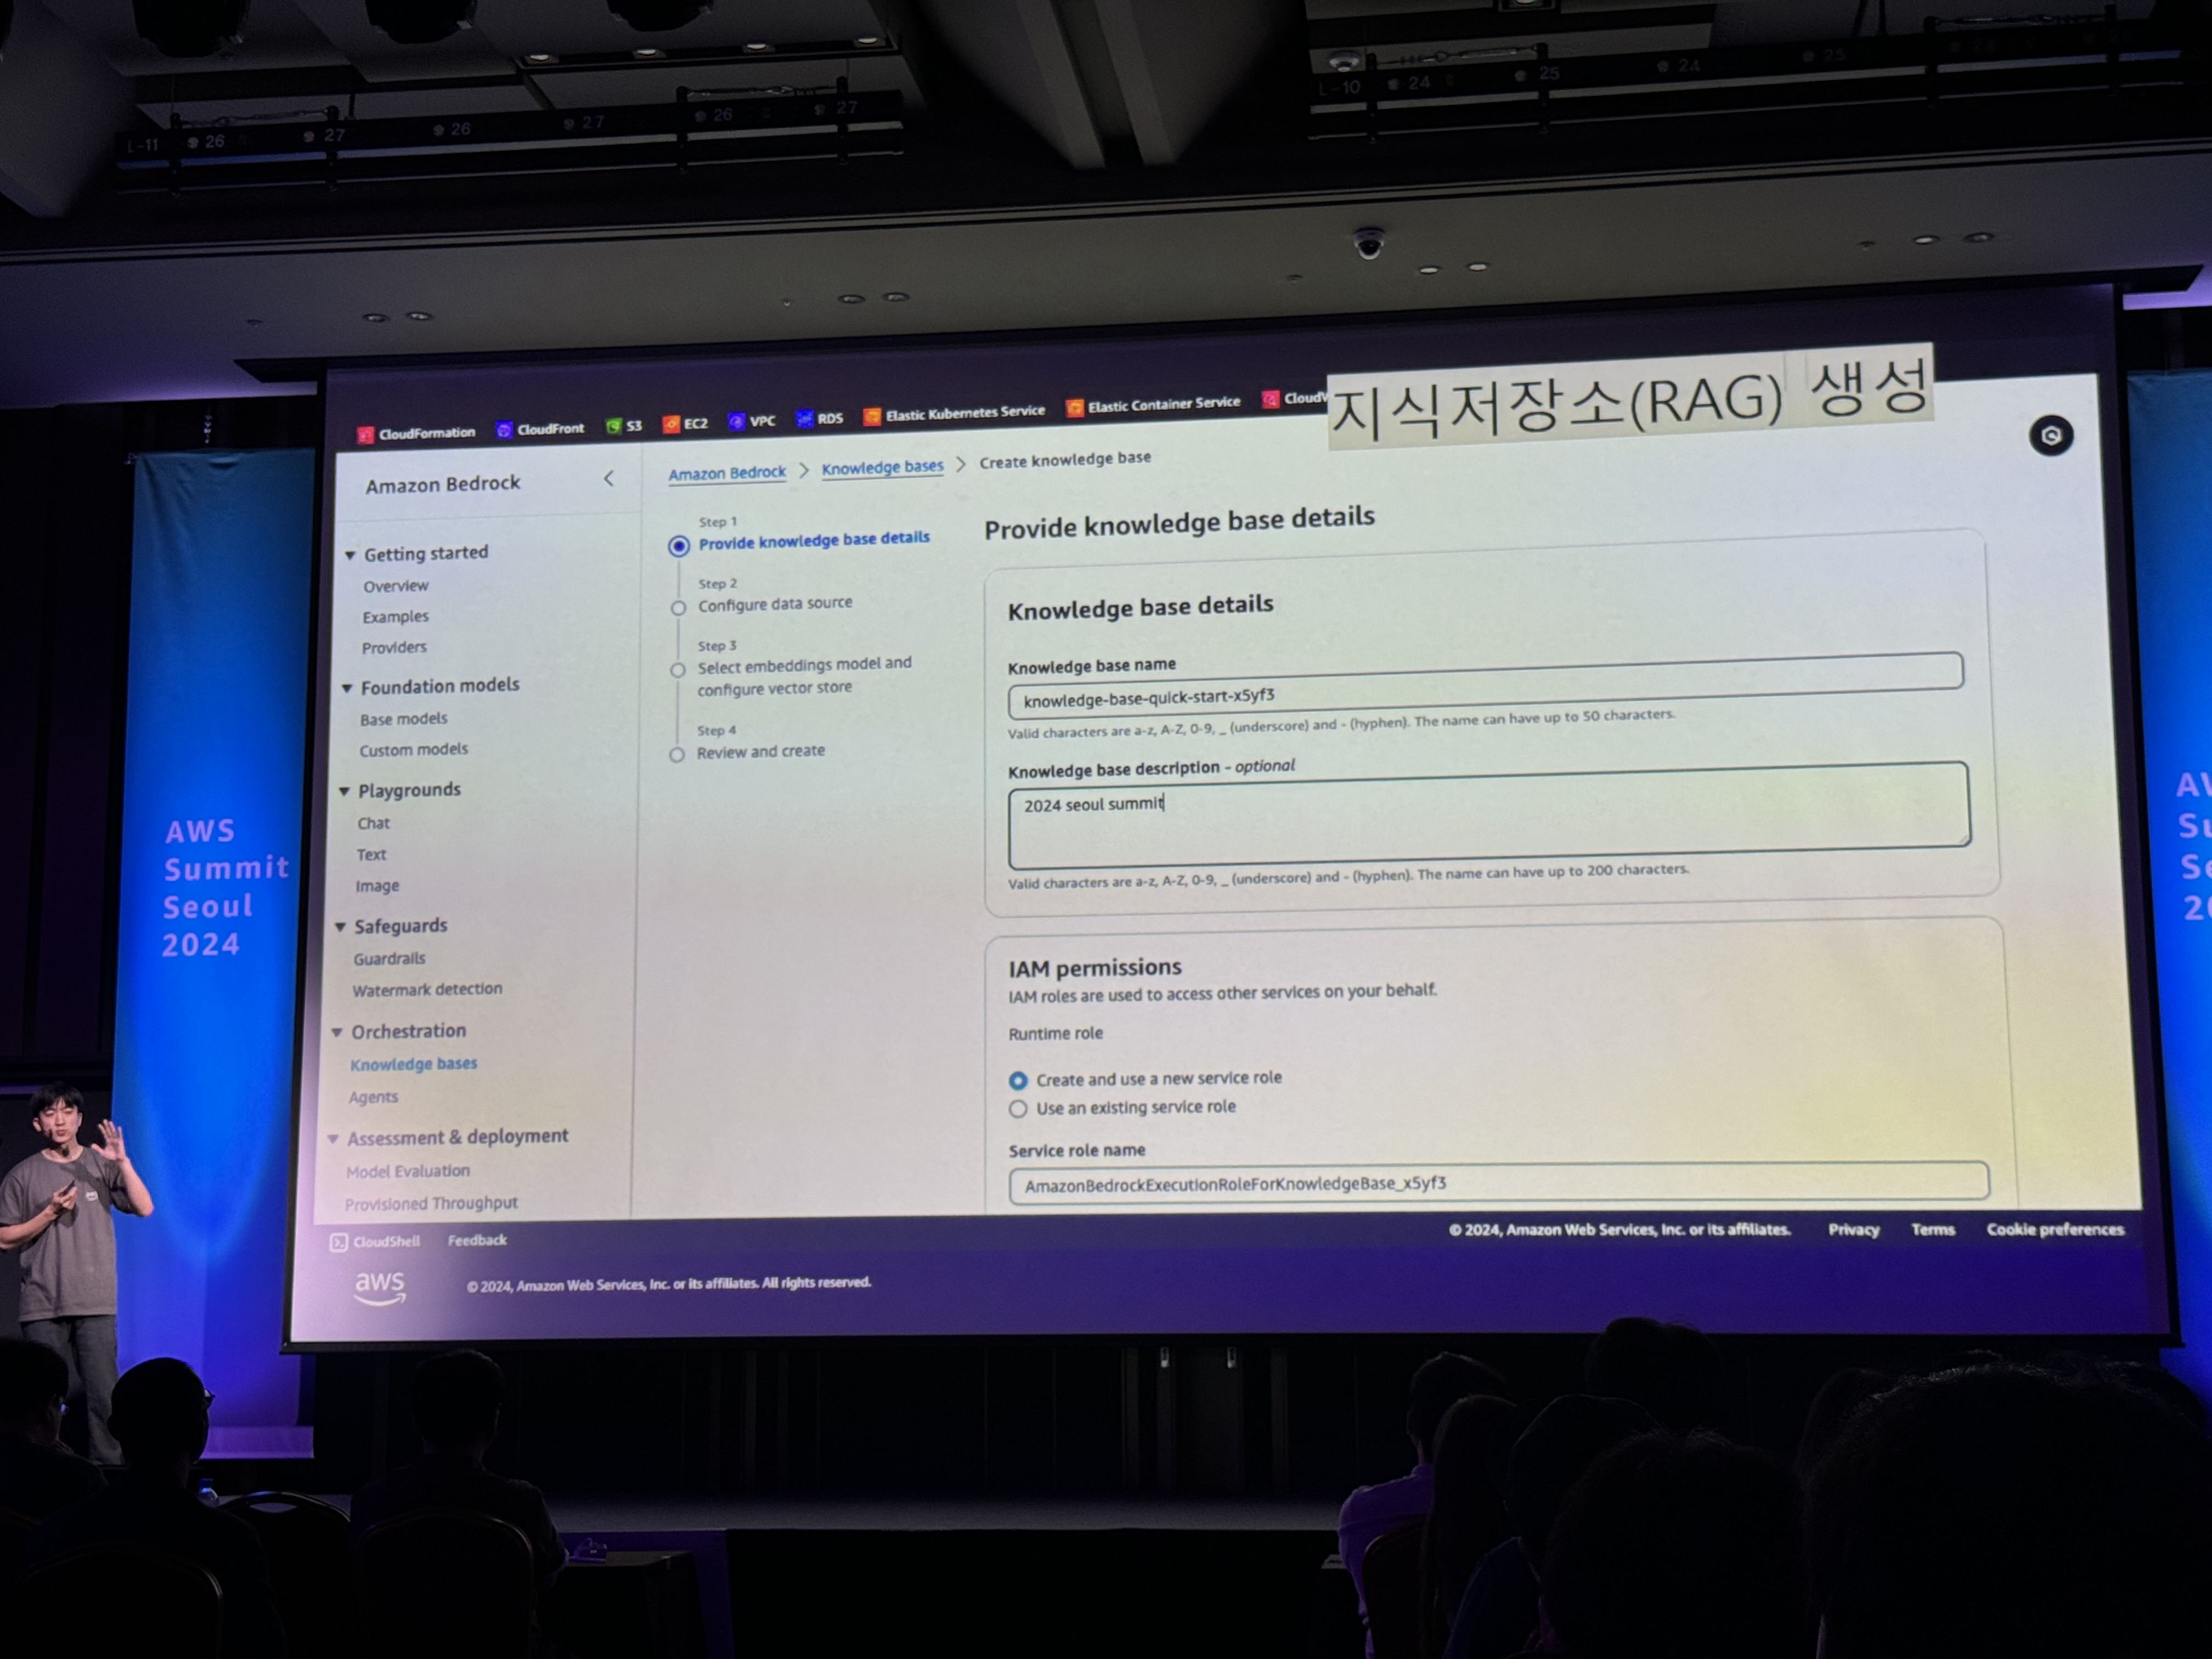 L-11 26 27 26 27 26 27
L-10 24 25 24 25
CloudFormation CloudFront S3 EC2 VPC RDS Elastic Kubernetes Service Elastic Container Service
지식저장소(RAG) 생성
Amazon Bedrock
Getting started
Overview
Examples
Providers
Foundation models
Base models
Custom models
Playgrounds
Chat
Text
Image
Safeguards
Guardrails
Watermark detection
Orchestration
Knowledge bases
Agents
Assessment & deployment
Model Evaluation
Provisioned Throughput
Amazon Bedrock > Knowledge bases > Create knowledge base
Step 1
Provide knowledge base details
Step 2
Configure data source
Step 3
Select embeddings model and
configure vector store
Step 4
Review and create
Provide knowledge base details
Knowledge base details
Knowledge base name
knowledge-base-quick-start-x5yf3
Valid characters are a-z, A-Z, 0-9, _ (underscore) and - (hyphen). The name can have up to 50 characters.
Knowledge base description - optional
2024 seoul summit
Valid characters are a-z, A-Z, 0-9, _ (underscore) and - (hyphen). The name can have up to 200 characters.
IAM permissions
IAM roles are used to access other services on your behalf.
Runtime role
Create and use a new service role
Use an existing service role
Service role name
AmazonBedrockExecutionRoleForKnowledgeBase_x5yf3
CloudShell Feedback
© 2024, Amazon Web Services, Inc. or its affiliates. Privacy Terms Cookie preferences
aws
© 2024, Amazon Web Services, Inc. or its affiliates. All rights reserved.
AWS
Summit
Seoul
2024